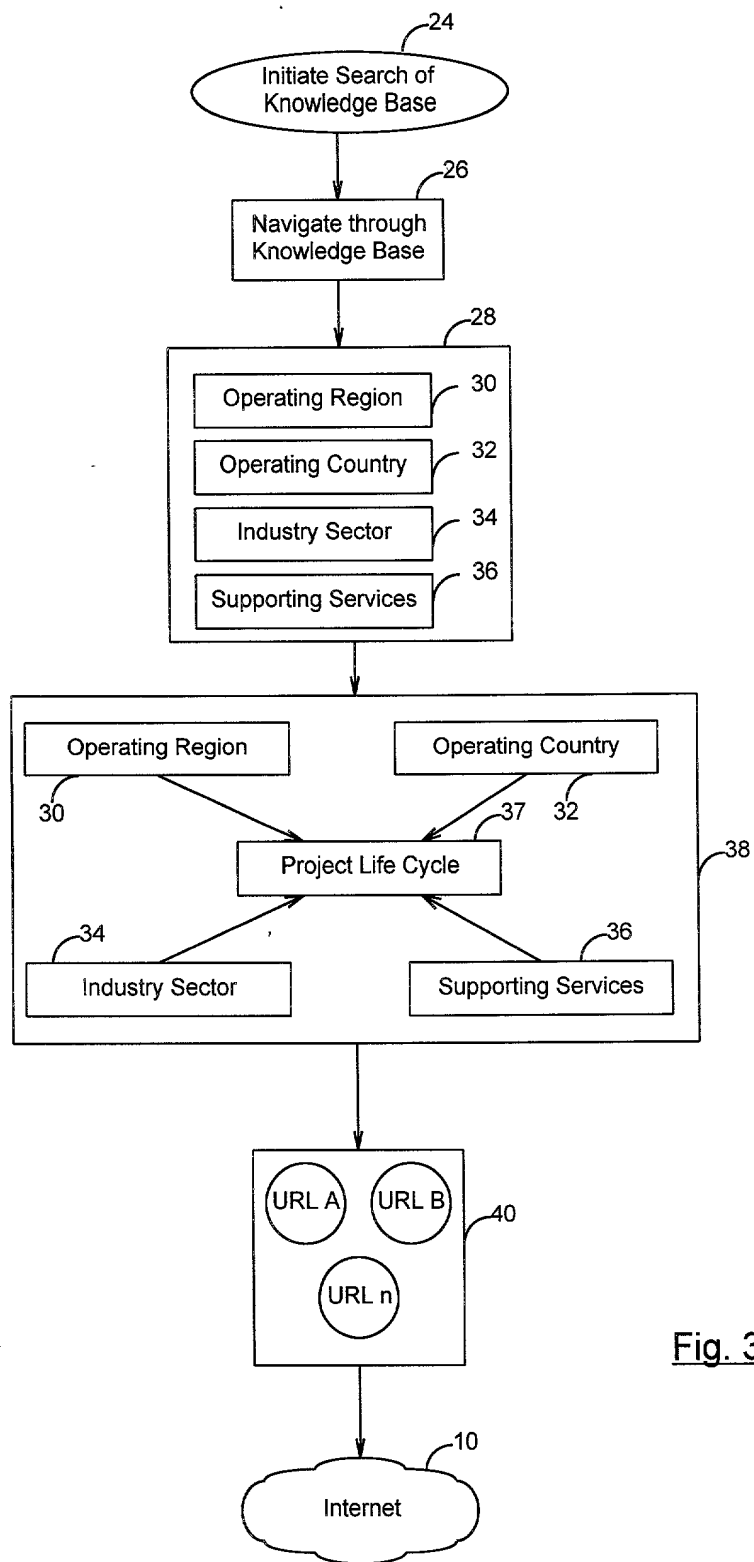 24
Initiate Search of
Knowledge Base
26
Navigate through
Knowledge Base
28
Operating Region
30
Operating Country
32
Industry Sector
34
Supporting Services
36
Operating Region
30
Operating Country
32
37
Project Life Cycle
38
34
Industry Sector
36
Supporting Services
URL A
URL B
40
URL n
Fig. 3
10
Internet